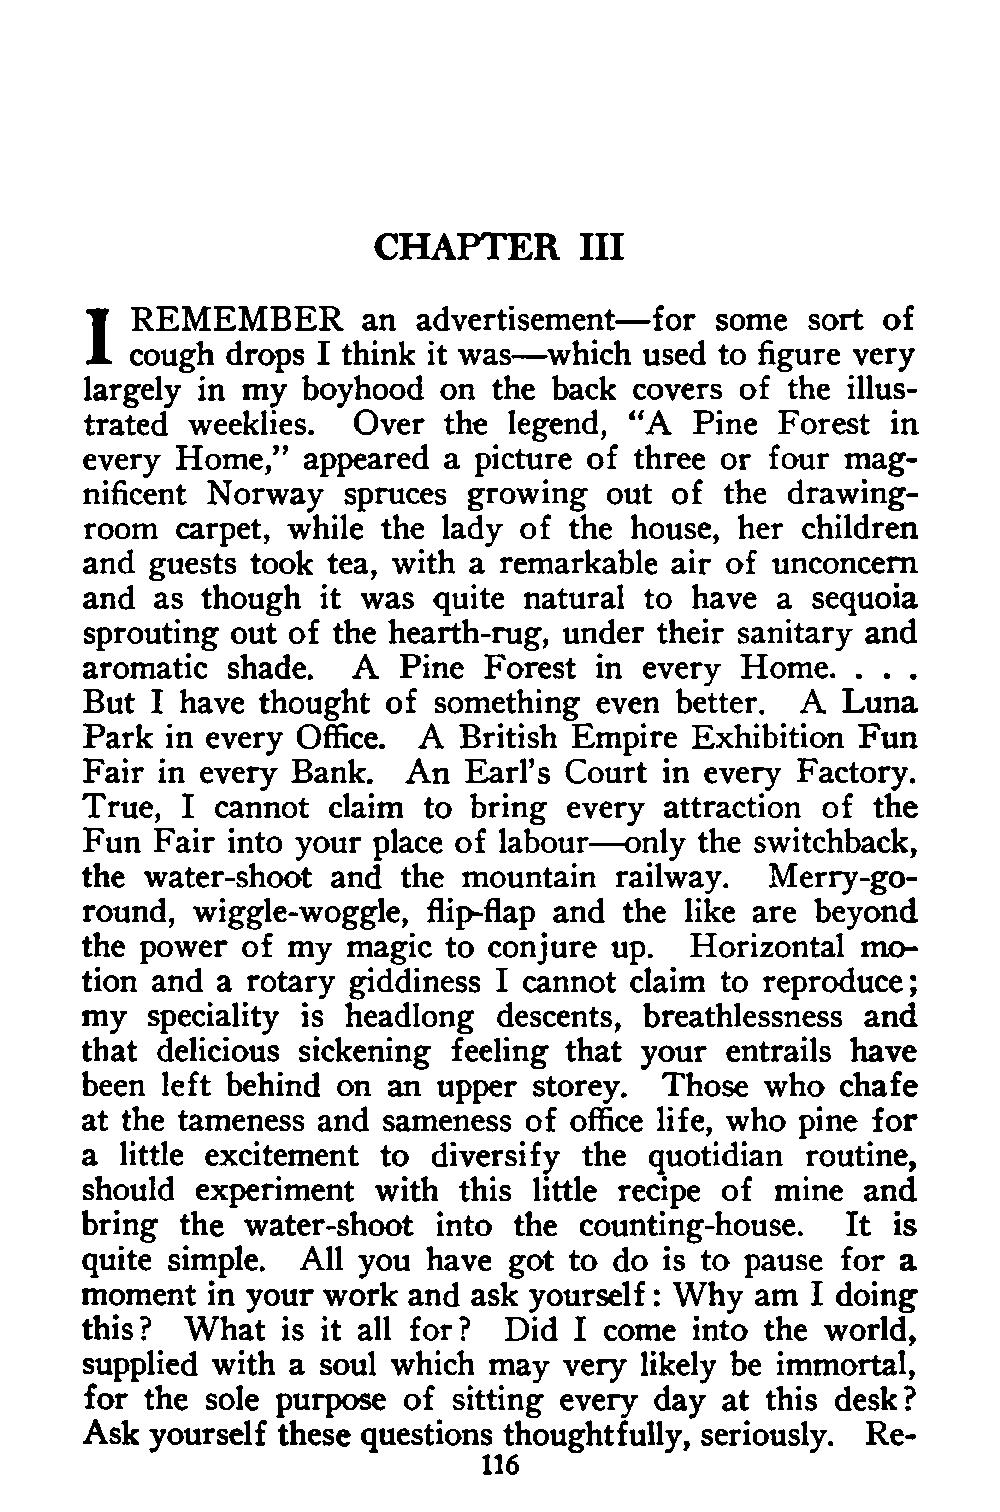 CHAPTER III
I REMEMBER an advertisement—for some sort of
cough drops I think it was—which used to figure very
largely in my boyhood on the back covers of the illus-
trated weeklies. Over the legend, “A Pine Forest in
every Home,” appeared a picture of three or four mag-
nificent Norway spruces growing out of the drawing-
room carpet, while the lady of the house, her children
and guests took tea, with a remarkable air of unconcern
and as though it was quite natural to have a sequoia
sprouting out of the hearth-rug, under their sanitary and
aromatic shade. A Pine Forest in every Home. . . .
But I have thought of something even better. A Luna
Park in every Office. A British Empire Exhibition Fun
Fair in every Bank. An Earl’s Court in every Factory.
True, I cannot claim to bring every attraction of the
Fun Fair into your place of labour—only the switchback,
the water-shoot and the mountain railway. Merry-go-
round, wiggle-woggle, flip-flap and the like are beyond
the power of my magic to conjure up. Horizontal mo-
tion and a rotary giddiness I cannot claim to reproduce;
my speciality is headlong descents, breathlessness and
that delicious sickening feeling that your entrails have
been left behind on an upper storey. Those who chafe
at the tameness and sameness of office life, who pine for
a little excitement to diversify the quotidian routine,
should experiment with this little recipe of mine and
bring the water-shoot into the counting-house. It is
quite simple. All you have got to do is to pause for a
moment in your work and ask yourself: Why am I doing
this? What is it all for? Did I come into the world,
supplied with a soul which may very likely be immortal,
for the sole purpose of sitting every day at this desk?
Ask yourself these questions thoughtfully, seriously. Re-
116